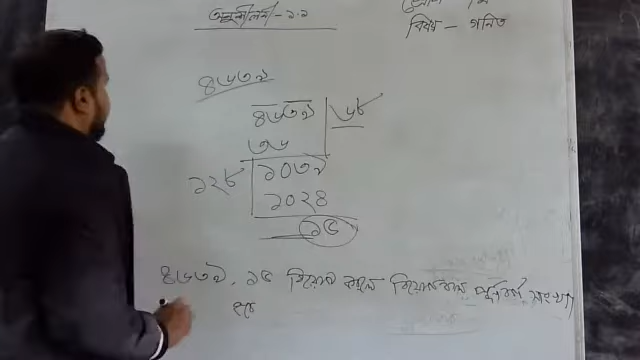 অনুশীলনী - ১.১
বিষয় - গনিত
৪৬৩৯
৪৬৩৯ ৬৮
৩৬
১২৮ ১০৩৯
১০২৪
১৫
৪৬৩৯, ১৫ বিয়োগ করলে বিয়োগফল পূর্ণবর্গ সংখ্যা
হবে